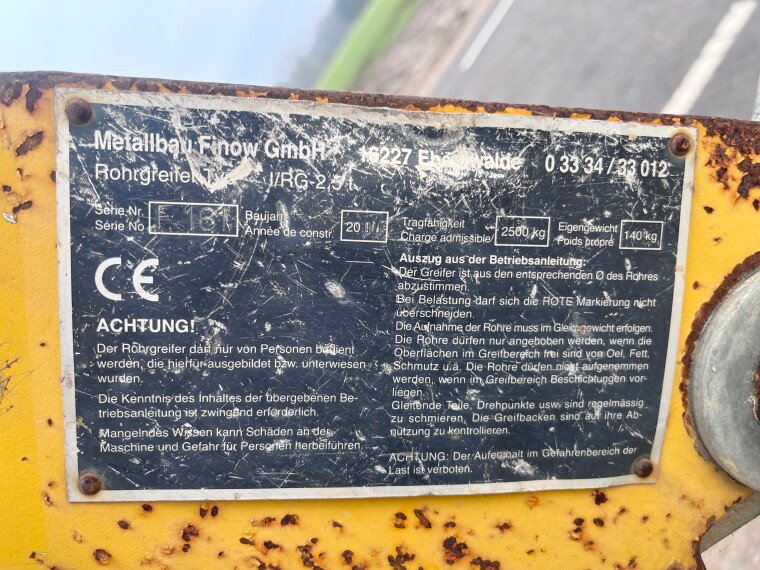 Metallbau Finow GmbH 16227 Eberswalde 0 33 34 / 33 012
Rohrgreifer
Serie Nr. Baujahr Tragfähigkeit 2500 kg Eigengewicht 140 kg
Série No Année de constr. 20 Charge admissible Poids propre
CE
ACHTUNG!
Der Rohrgreifer darf nur von Personen bedient
werden, die hierfür ausgebildet bzw. unterwiesen
wurden.
Die Kenntnis des Inhaltes der übergebenen Be-
triebsanleitung ist zwingend erforderlich.
Mangelndes Wissen kann Schäden an der
Maschine und Gefahr für Personen herbeiführen.
Auszug aus der Betriebsanleitung:
Der Greifer ist aus den entsprechenden Ø des Rohres
abzustimmen.
Bei Belastung darf sich die ROTE Markierung nicht
überschneiden.
Die Aufnahme der Rohre muss im Gleichgewicht erfolgen.
Die Rohre dürfen nur angehoben werden, wenn die
Oberflächen im Greifbereich frei sind von Oel, Fett,
Schmutz u.ä. Die Rohre dürfen nicht aufgenommen
werden, wenn im Greifbereich Beschichtungen vor-
liegen.
Gleitende Teile, Drehpunkte usw. sind regelmässig
zu schmieren. Die Greifbacken sind auf ihre Ab-
nützung zu kontrollieren.
ACHTUNG: Der Aufenhalt im Gefahrenbereich der
Last ist verboten.